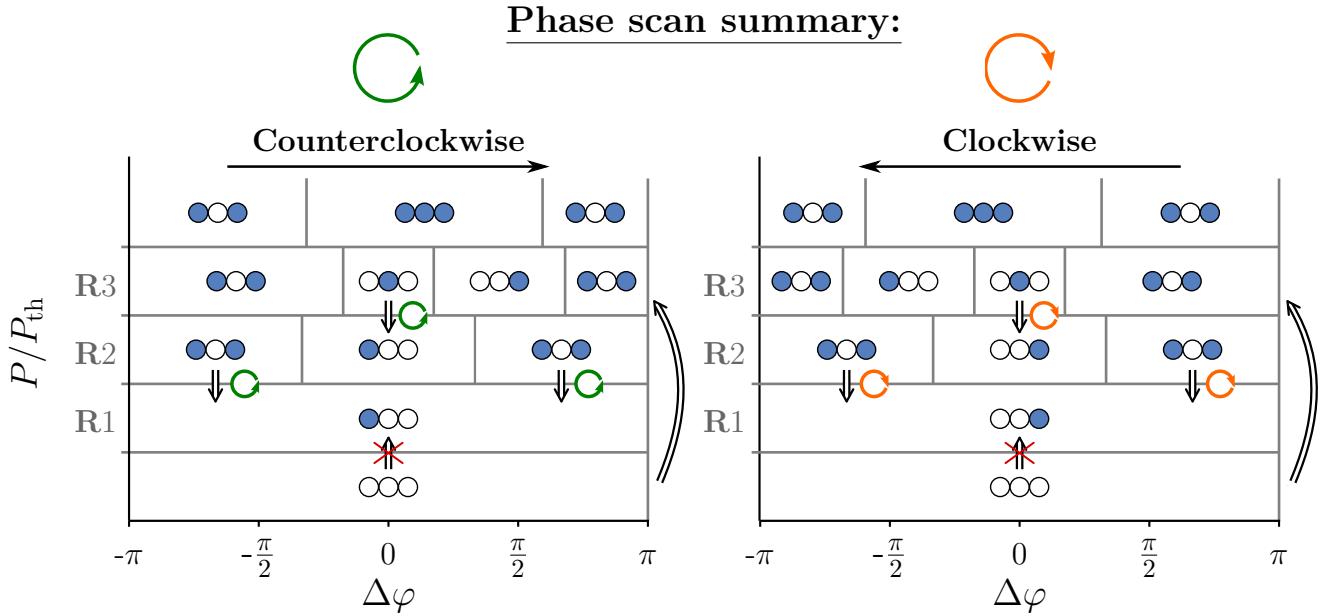 Phase scan summary:
Counterclockwise
Clockwise
P/P_th
R3
R2
R1
-π
-π/2
0
π/2
π
Δφ
R3
R2
R1
-π
-π/2
0
π/2
π
Δφ